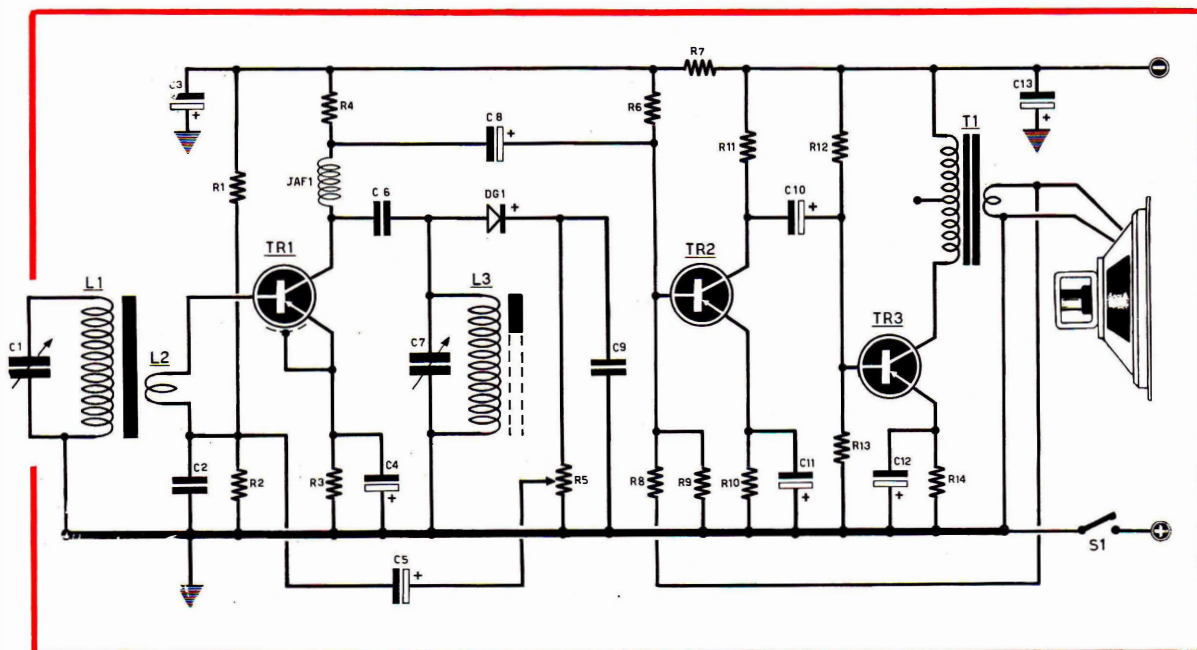 R7
C3
+
R4
R6
C8
+
R11
R12
C13
+
T1
-
R1
JAF1
C6
DG1
+
C10
+
TR1
TR2
L1
L3
TR3
C1
L2
C7
C9
C2
R2
R3
C4
+
R5
R8
R9
R10
C11
+
R13
C12
+
R14
C5
+
S1
+